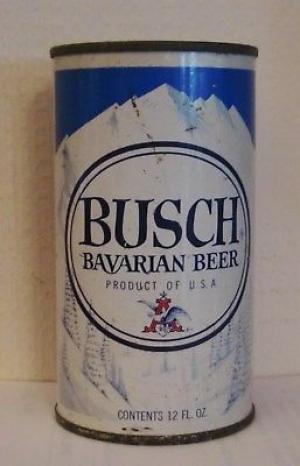 BUSCH
BAVARIAN BEER
PRODUCT OF U.S.A
A
CONTENTS 12 FL. OZ.